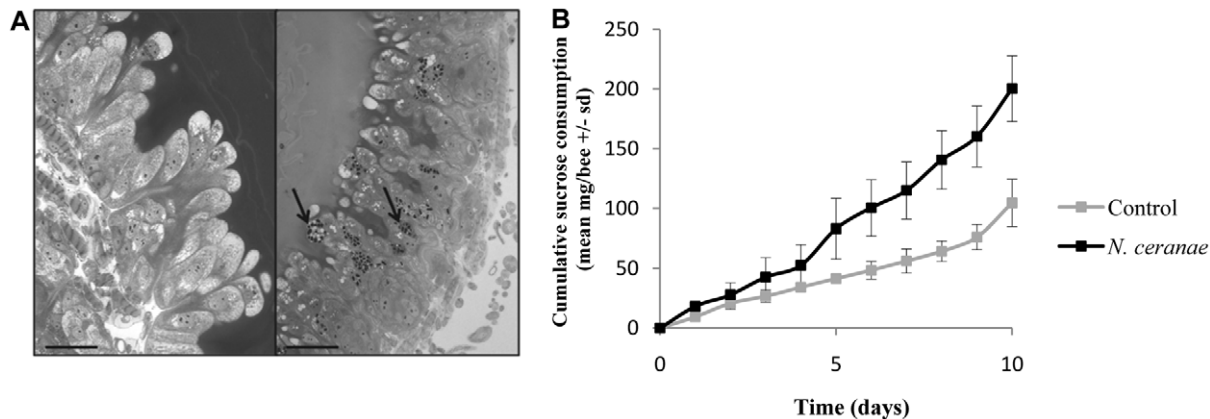 A
B
Cumulative sucrose consumption
(mean mg/bee +/- sd)
250
200
150
100
50
0
0
5
10
Time (days)
Control
N. ceranae